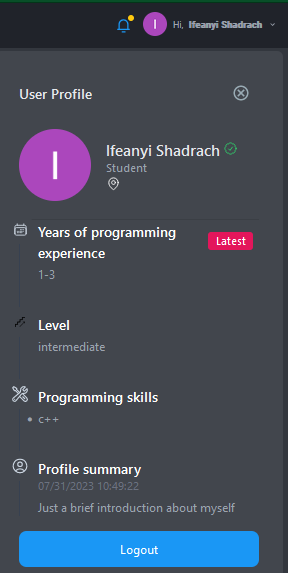 I Hi, Ifeanyi Shadrach
User Profile
I
Ifeanyi Shadrach
Student
Years of programming
experience
Latest
1-3
Level
intermediate
Programming skills
• c++
Profile summary
07/31/2023 10:49:22
Just a brief introduction about myself
Logout